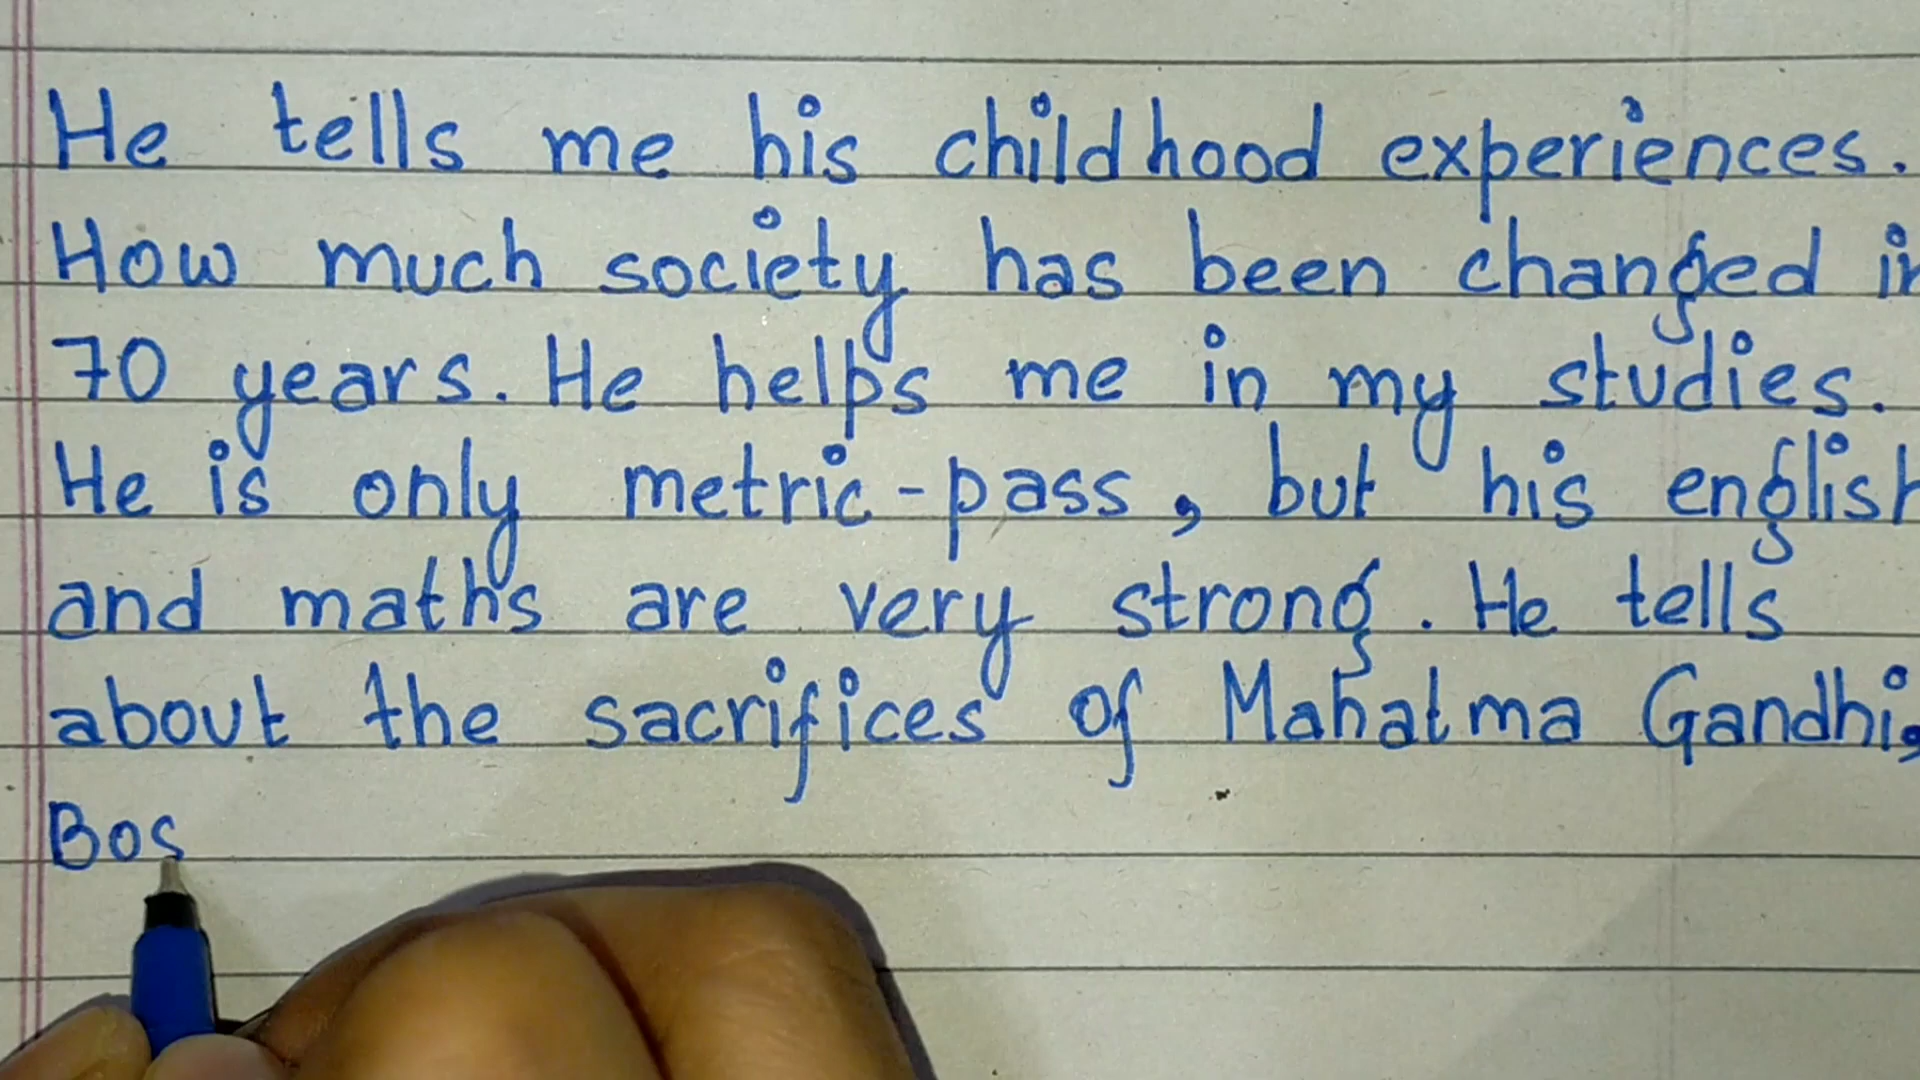 He tells me his childhood experiences.
How much society has been changed in
70 years. He helps me in my studies.
He is only metric-pass, but his english
and maths are very strong. He tells
about the sacrifices of Mahatma Gandhi,
Bos